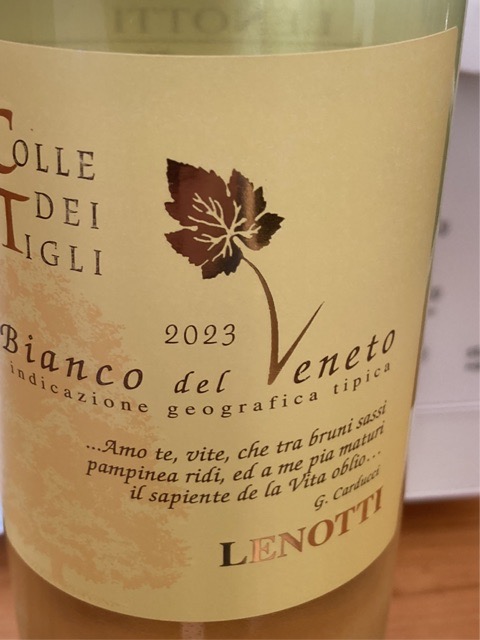 COLLE
DEI
TIGLI
2023
Bianco del Veneto
indicazione geografica tipica
...Amo te, vite, che tra bruni sassi
pampinea ridi, ed a me pia maturi
il sapiente de la Vita oblio...
G. Carducci
LENOTTI